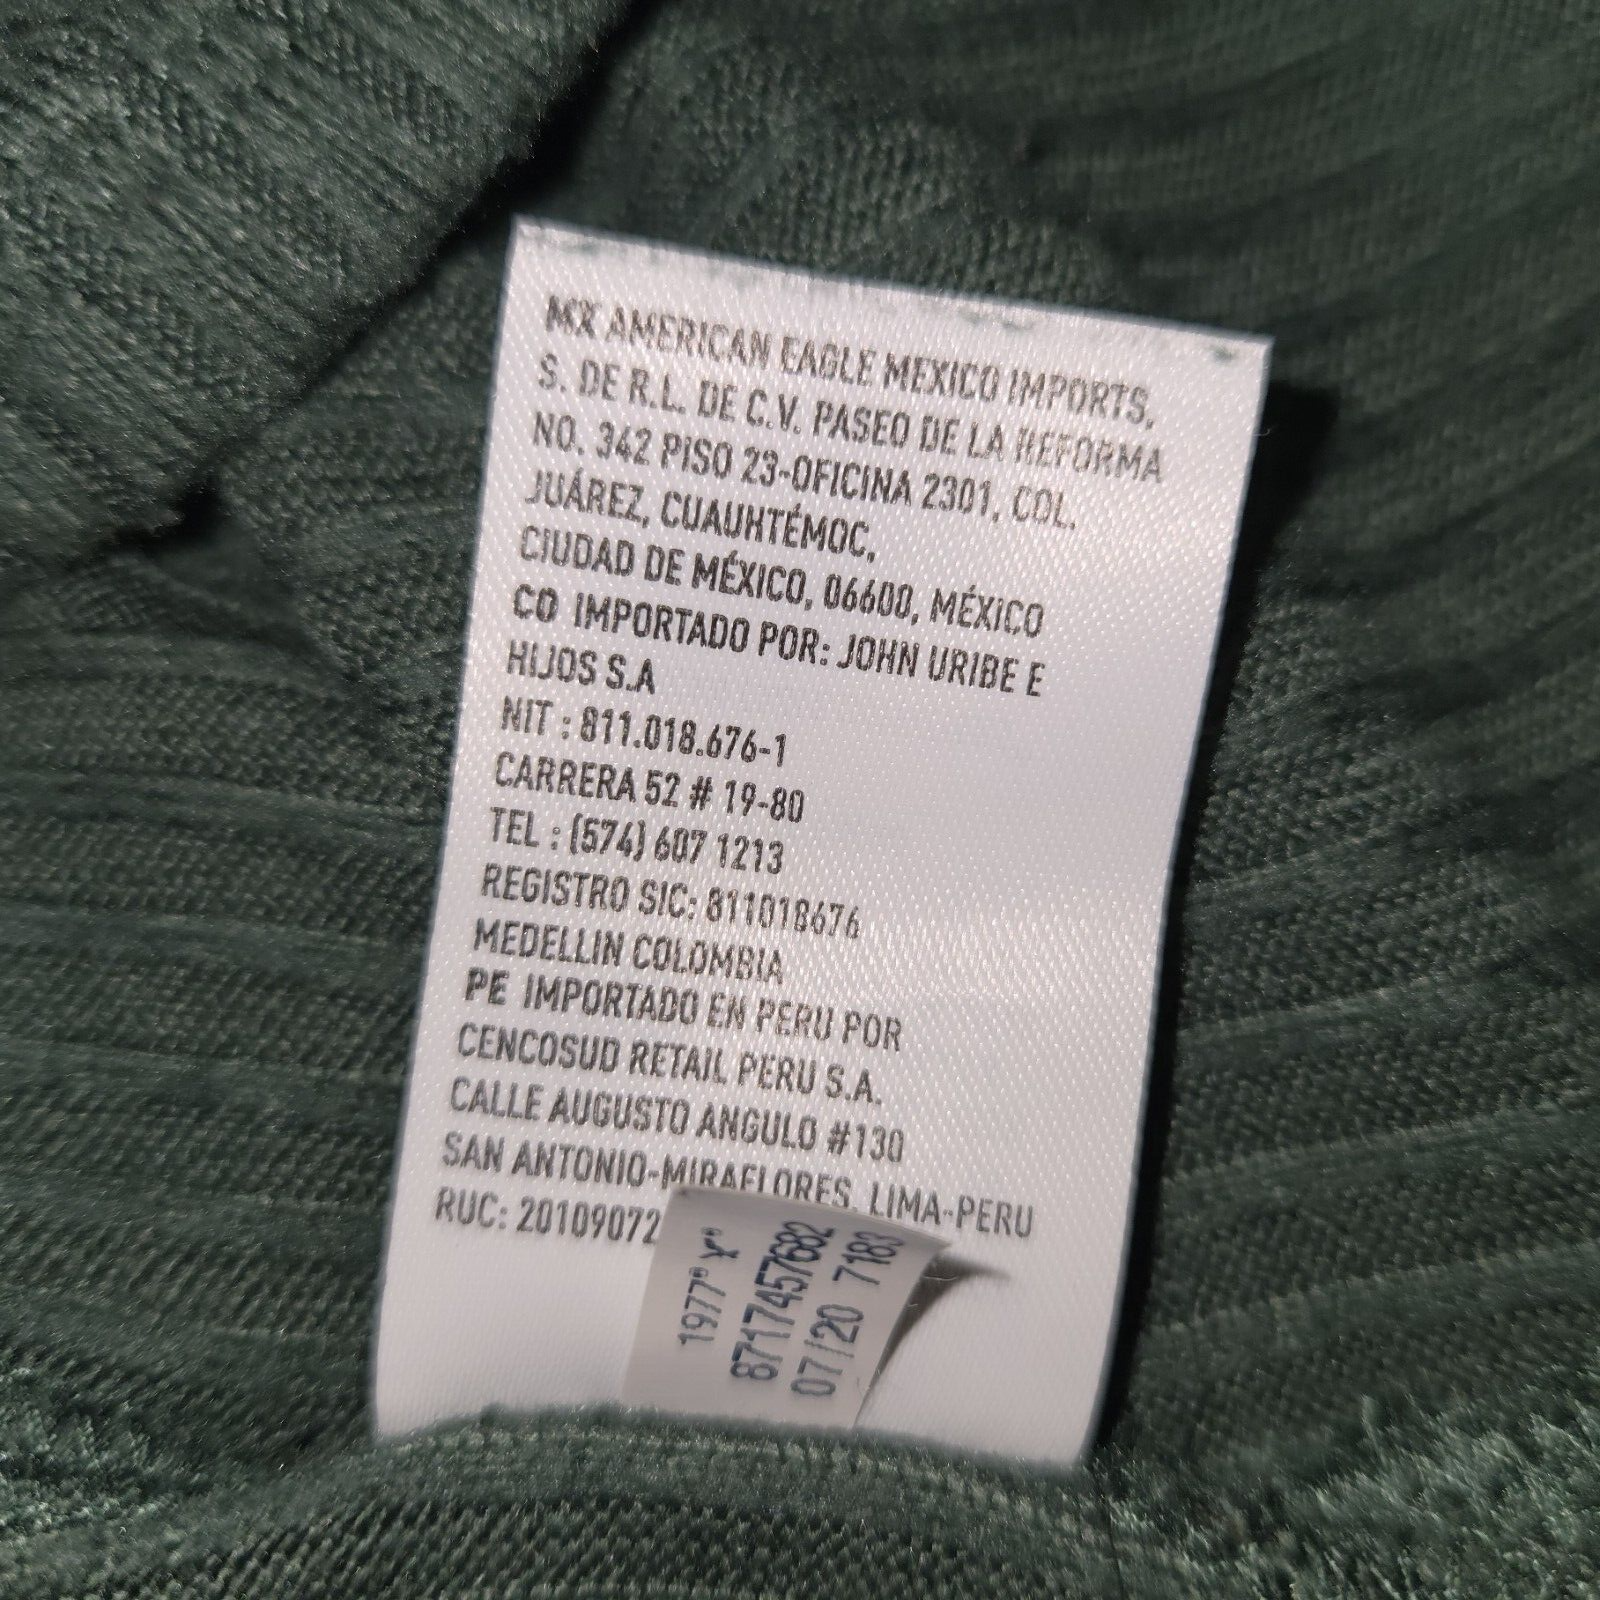 MX AMERICAN EAGLE MEXICO IMPORTS,
S. DE R.L. DE C.V. PASEO DE LA REFORMA
NO. 342 PISO 23-OFICINA 2301, COL.
JUÁREZ, CUAUHTÉMOC,
CIUDAD DE MÉXICO, 06600, MÉXICO
CO IMPORTADO POR: JOHN URIBE E
HIJOS S.A
NIT : 811.018.676-1
CARRERA 52 # 19-80
TEL : (574) 607 1213
REGISTRO SIC: 811018676
MEDELLIN COLOMBIA
PE IMPORTADO EN PERU POR
CENCOSUD RETAIL PERU S.A.
CALLE AUGUSTO ANGULO #130
SAN ANTONIO-MIRAFLORES, LIMA-PERU
RUC: 20109072
1977®
8717457682
07/20 7183